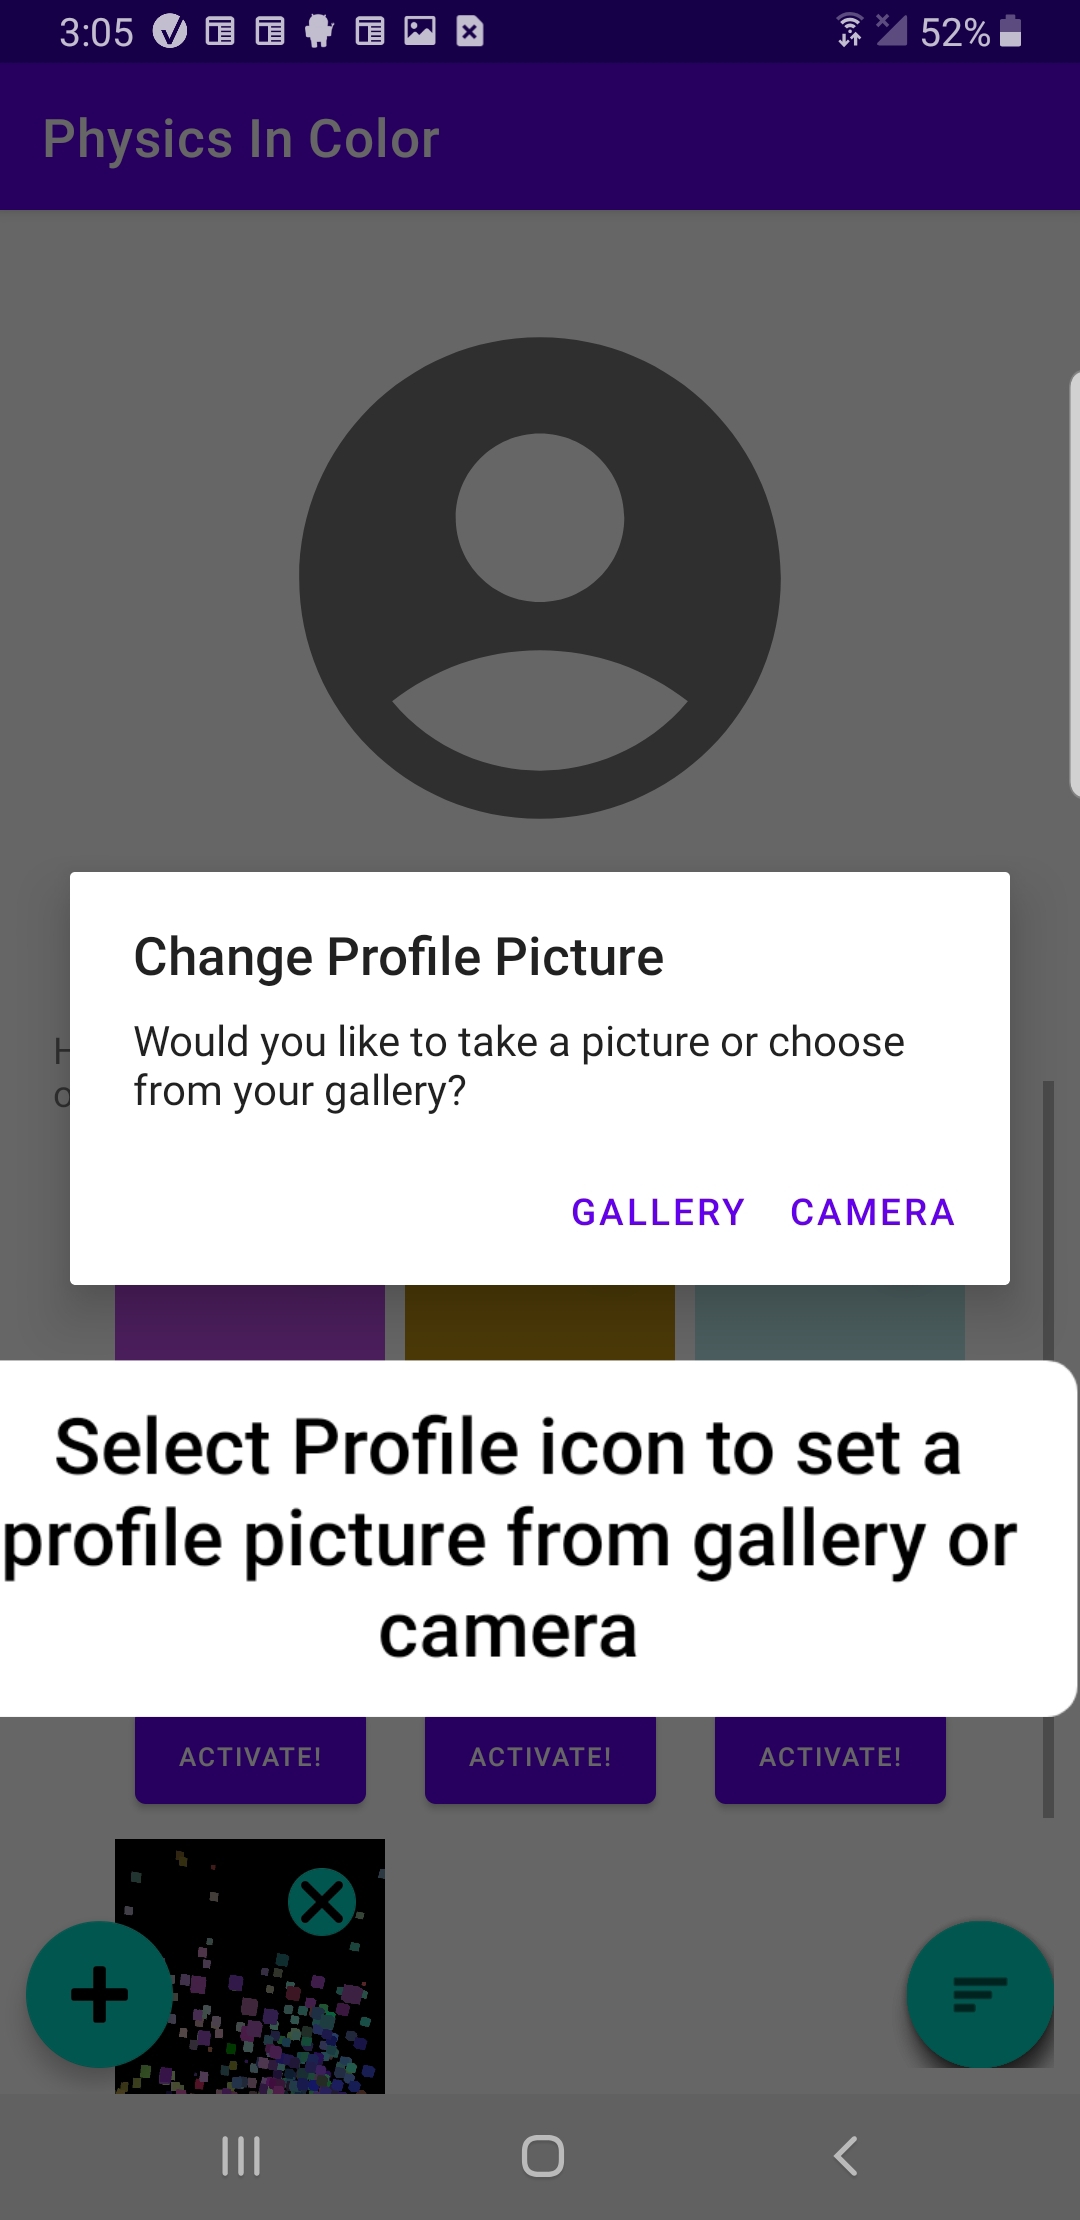 3:05
52%
Physics In Color
Change Profile Picture
Would you like to take a picture or choose
from your gallery?
GALLERY CAMERA
Select Profile icon to set a
profile picture from gallery or
camera
ACTIVATE! ACTIVATE! ACTIVATE!